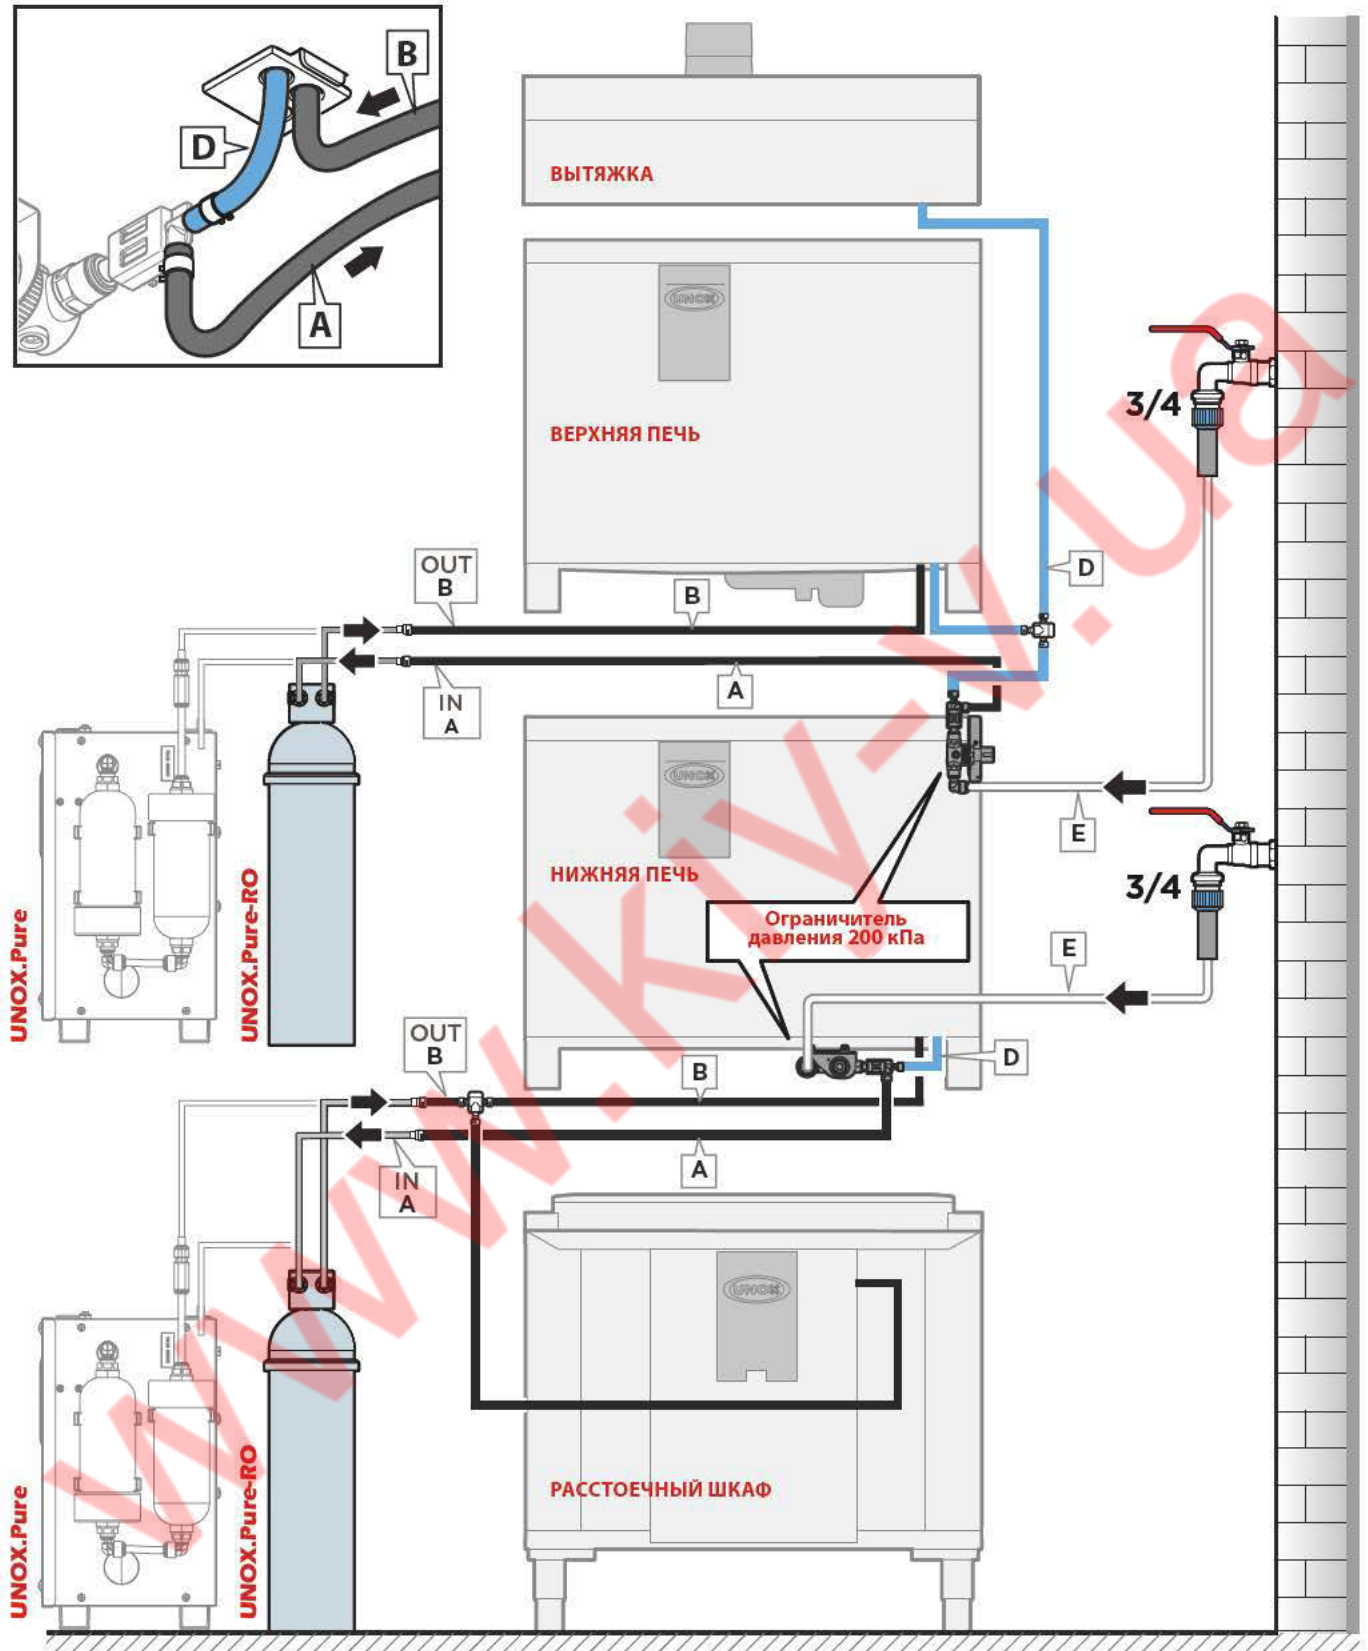 B
D
A
ВЫТЯЖКА
UNOX
3/4
ВЕРХНЯЯ ПЕЧЬ
OUT
B
B
D
IN
A
A
UNOX
E
3/4
НИЖНЯЯ ПЕЧЬ
UNOX.Pure
UNOX.Pure-RO
Ограничитель
давления 200 кПа
E
OUT
B
B
D
IN
A
A
UNOX
UNOX.Pure
UNOX.Pure-RO
РАССТОЕЧНЫЙ ШКАФ
www.kiy-v.ua